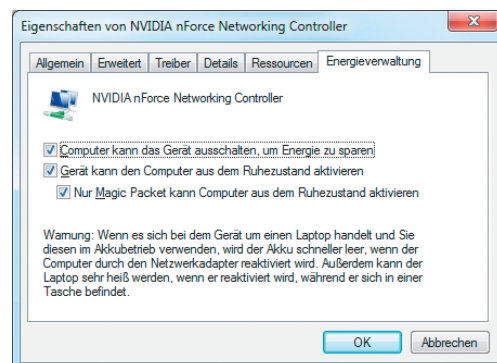 Eigenschaften von NVIDIA nForce Networking Controller
Allgemein Erweitert Treiber Details Ressourcen Energieverwaltung
NVIDIA nForce Networking Controller
Computer kann das Gerät ausschalten, um Energie zu sparen
Gerät kann den Computer aus dem Ruhezustand aktivieren
Nur Magic Packet kann Computer aus dem Ruhezustand aktivieren
Warnung: Wenn es sich bei dem Gerät um einen Laptop handelt und Sie
diesen im Akkubetrieb verwenden, wird der Akku schneller leer, wenn der
Computer durch den Netzwerkadapter reaktiviert wird. Außerdem kann der
Laptop sehr heiß werden, wenn er reaktiviert wird, während er sich in einer
Tasche befindet.
OK Abbrechen